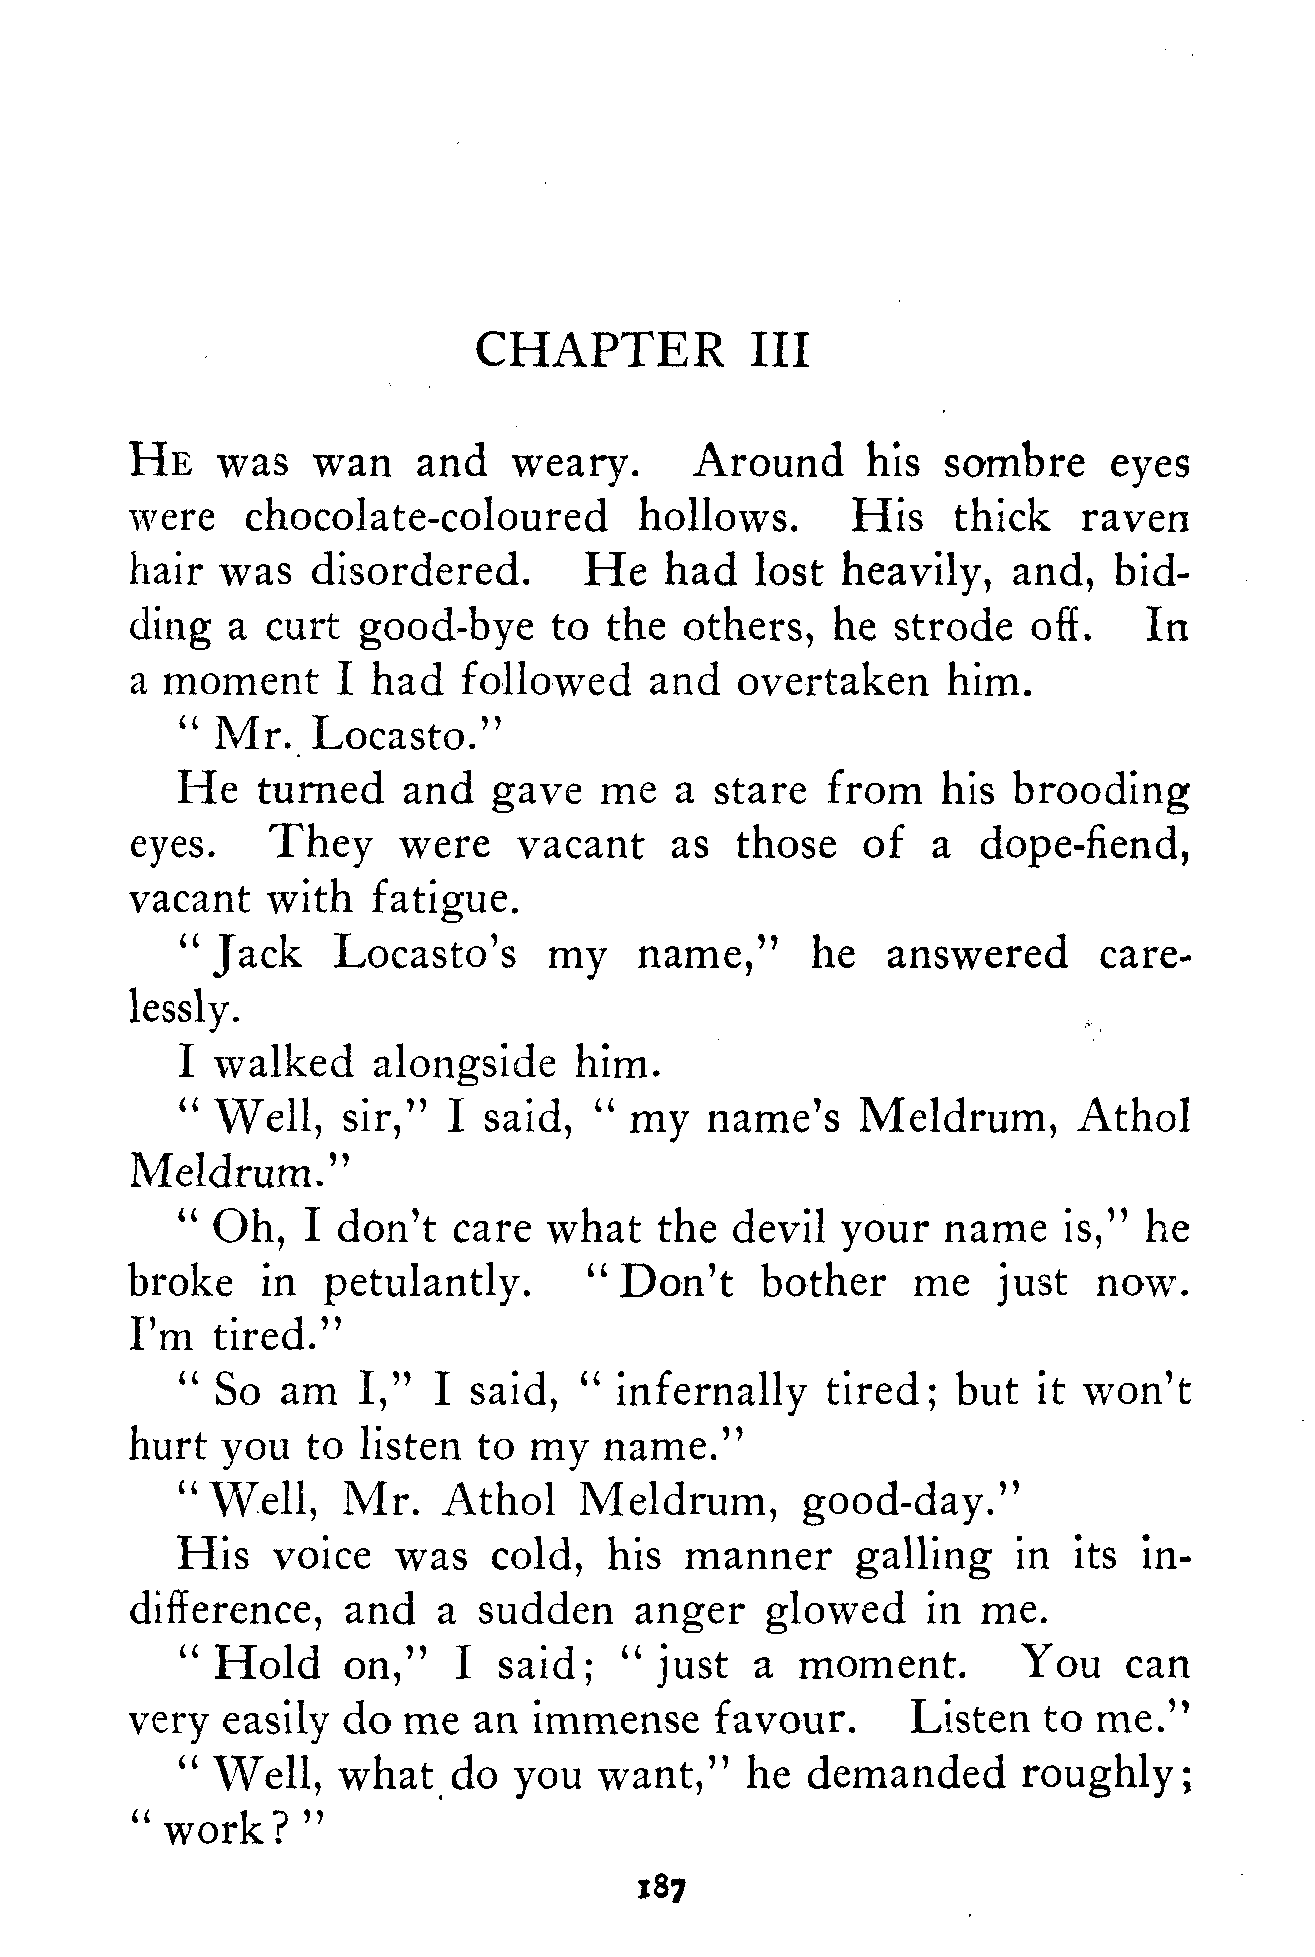 CHAPTER III
HE was wan and weary. Around his sombre eyes
were chocolate-coloured hollows. His thick raven
hair was disordered. He had lost heavily, and, bid-
ding a curt good-bye to the others, he strode off. In
a moment I had followed and overtaken him.
“ Mr. Locasto.”
He turned and gave me a stare from his brooding
eyes. They were vacant as those of a dope-fiend,
vacant with fatigue.
“ Jack Locasto’s my name,” he answered care-
lessly.
I walked alongside him.
“ Well, sir,” I said, “ my name’s Meldrum, Athol
Meldrum.”
“ Oh, I don’t care what the devil your name is,” he
broke in petulantly. “ Don’t bother me just now.
I’m tired.”
“ So am I,” I said, “ infernally tired; but it won’t
hurt you to listen to my name.”
“ Well, Mr. Athol Meldrum, good-day.”
His voice was cold, his manner galling in its in-
difference, and a sudden anger glowed in me.
“ Hold on,” I said; “ just a moment. You can
very easily do me an immense favour. Listen to me.”
“ Well, what do you want,” he demanded roughly;
“ work? ”
187